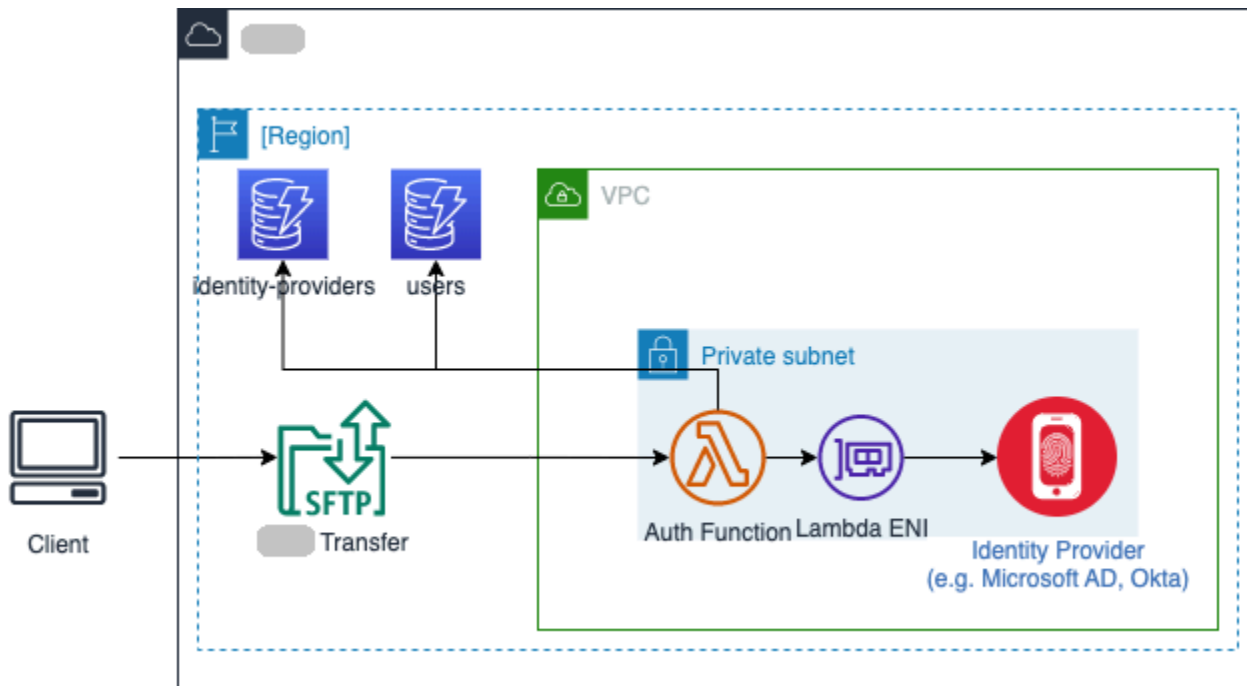 [Region]
VPC
identity-providers
users
Private subnet
SFTP
Client
Transfer
Auth Function
Lambda ENI
Identity Provider
(e.g. Microsoft AD, Okta)